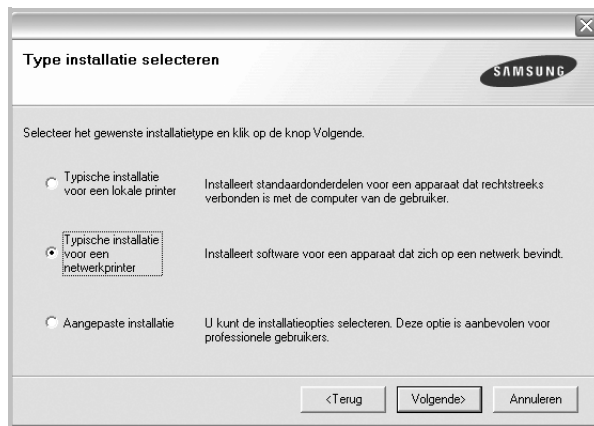 Type installatie selecteren
SAMSUNG
Selecteer het gewenste installatietype en klik op de knop Volgende.
Typische installatie
voor een lokale printer
Installeert standaardonderdelen voor een apparaat dat rechtstreeks
verbonden is met de computer van de gebruiker.
Typische installatie
voor een
netwerkprinter
Installeert software voor een apparaat dat zich op een netwerk bevindt.
Aangepaste installatie
U kunt de installatieopties selecteren. Deze optie is aanbevolen voor
professionele gebruikers.
<Terug
Volgende>
Annuleren